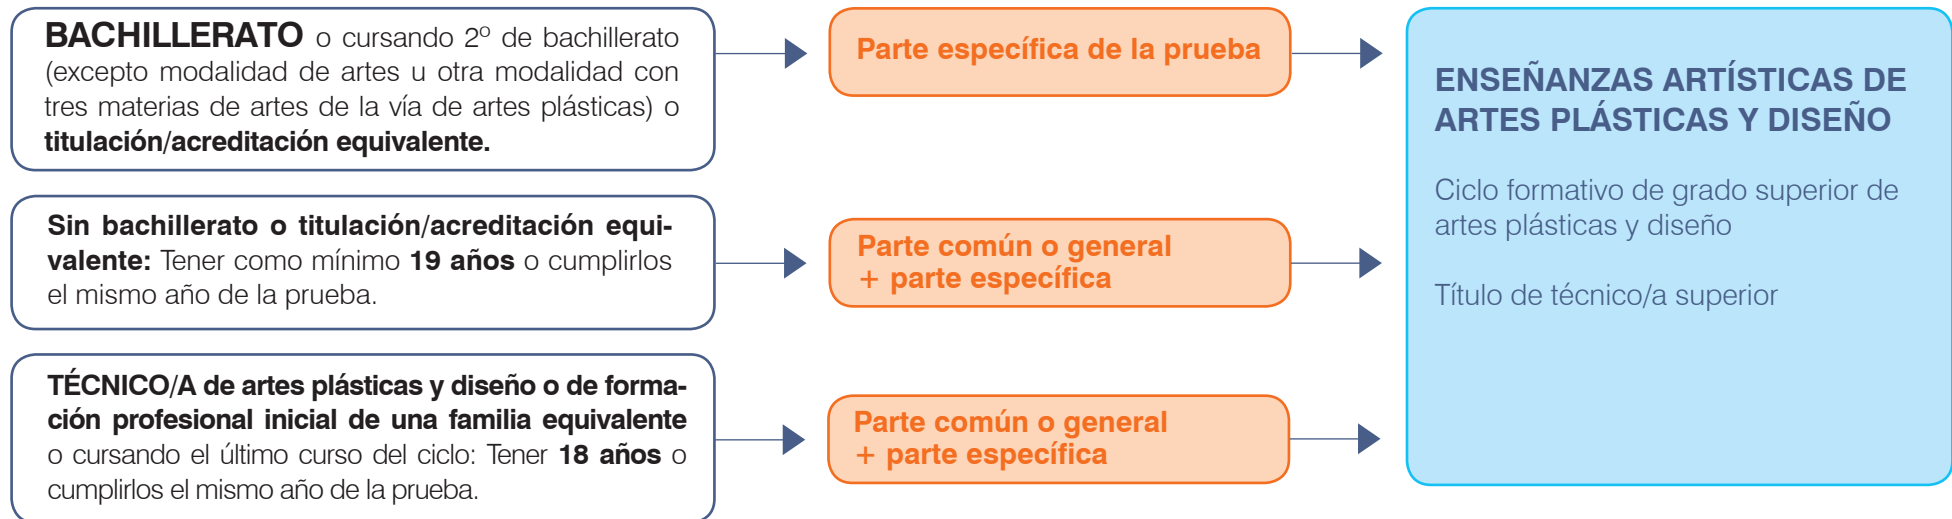 BACHILLERATO o cursando 2º de bachillerato
(excepto modalidad de artes u otra modalidad con
tres materias de artes de la vía de artes plásticas) o
titulación/acreditación equivalente.
Parte específica de la prueba
Sin bachillerato o titulación/acreditación equi-
valente: Tener como mínimo 19 años o cumplirlos
el mismo año de la prueba.
Parte común o general
+ parte específica
TÉCNICO/A de artes plásticas y diseño o de forma-
ción profesional inicial de una familia equivalente
o cursando el último curso del ciclo: Tener 18 años o
cumplirlos el mismo año de la prueba.
Parte común o general
+ parte específica
ENSEÑANZAS ARTÍSTICAS DE
ARTES PLÁSTICAS Y DISEÑO
Ciclo formativo de grado superior de
artes plásticas y diseño
Título de técnico/a superior